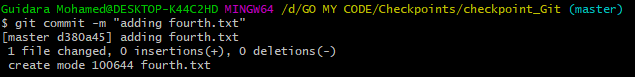 Guidara Mohamed@DESKTOP-K44C2HD MINGW64 /d/GO MY CODE/Checkpoints/checkpoint_Git (master)
$ git commit -m "adding fourth.txt"
[master d380a45] adding fourth.txt
 1 file changed, 0 insertions(+), 0 deletions(-)
 create mode 100644 fourth.txt